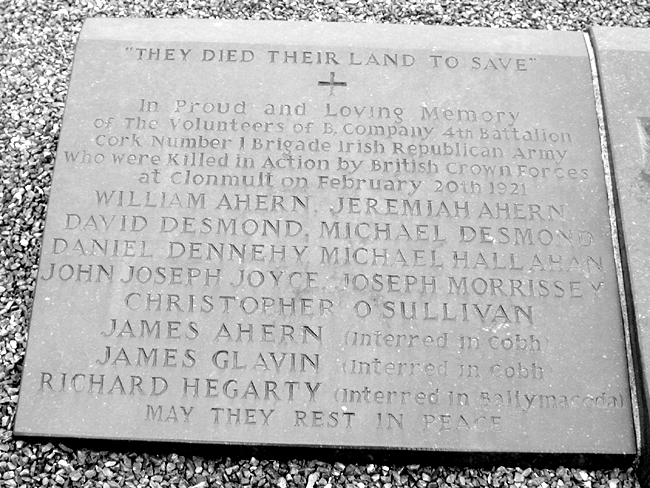 "THEY DIED THEIR LAND TO SAVE"
In Proud and Loving Memory
of The Volunteers of B. Company 4th Battalion
Cork Number 1 Brigade Irish Republican Army
Who were Killed in Action by British Crown Forces
at Clonmult on February 20th 1921
WILLIAM AHERN, JEREMIAH AHERN
DAVID DESMOND, MICHAEL DESMOND
DANIEL DENNEHY, MICHAEL HALLAHAN
JOHN JOSEPH JOYCE, JOSEPH MORRISSEY
CHRISTOPHER O'SULLIVAN
JAMES AHERN (Interred in Cobh)
JAMES GLAVIN (Interred in Cobh)
RICHARD HEGARTY (Interred in Ballymacoda)
MAY THEY REST IN PEACE